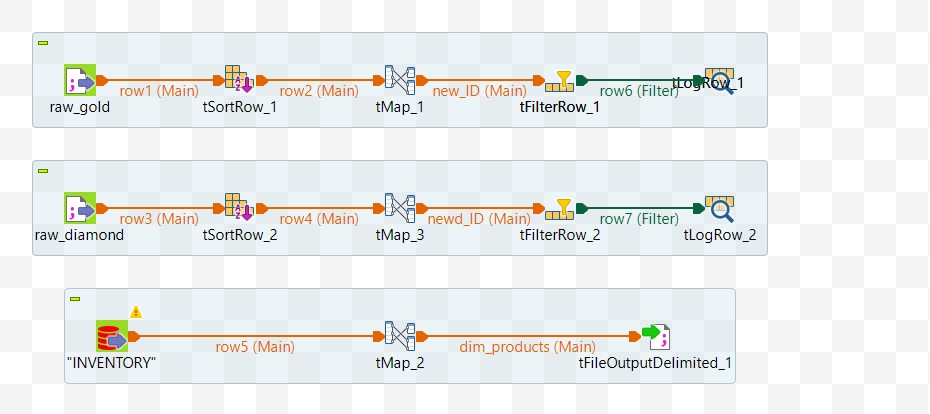 row1 (Main)
row2 (Main)
new_ID (Main)
row6 (Filter)
tLogRow_1
raw_gold
tSortRow_1
tMap_1
tFilterRow_1
row3 (Main)
row4 (Main)
newd_ID (Main)
row7 (Filter)
raw_diamond
tSortRow_2
tMap_3
tFilterRow_2
tLogRow_2
row5 (Main)
dim_products (Main)
"INVENTORY"
tMap_2
tFileOutputDelimited_1